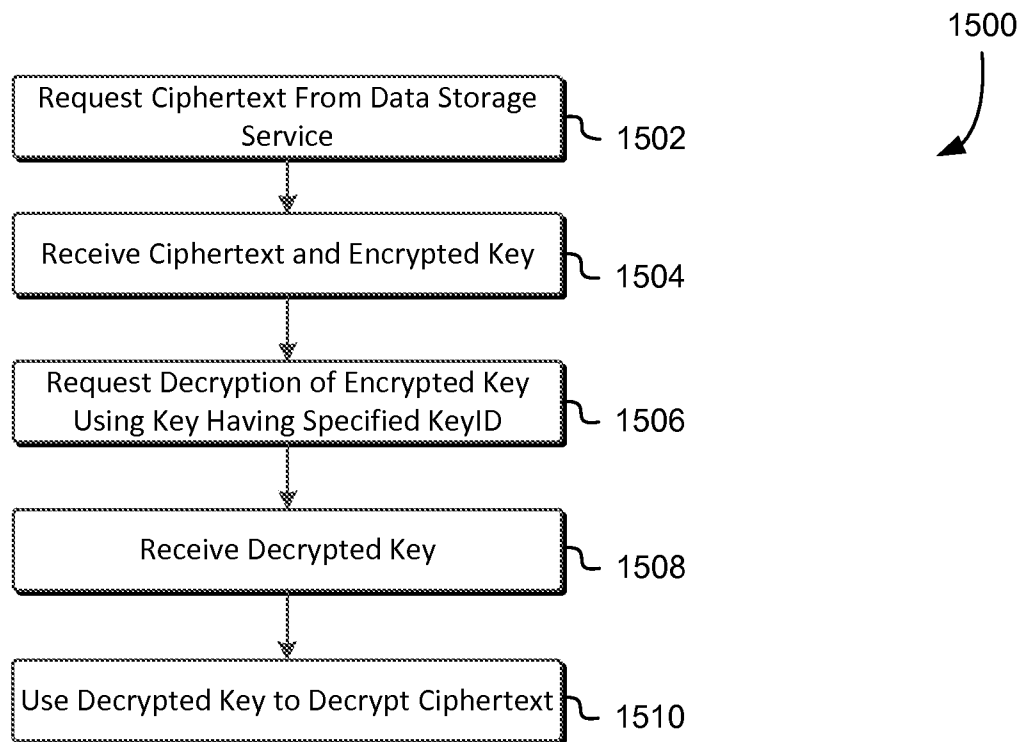 1500
Request Ciphertext From Data Storage
Service
1502
Receive Ciphertext and Encrypted Key
1504
Request Decryption of Encrypted Key
Using Key Having Specified KeyID
1506
Receive Decrypted Key
1508
Use Decrypted Key to Decrypt Ciphertext
1510